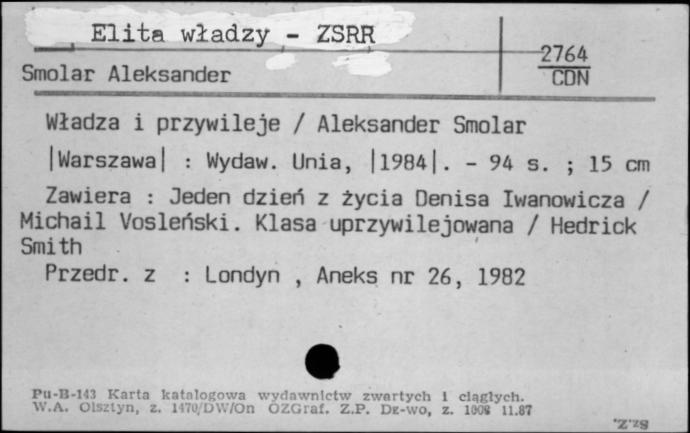 Elita władzy - ZSRR
2764
Smolar Aleksander
CDN
Władza i przywileje / Aleksander Smolar
|Warszawa| : Wydaw. Unia, |1984|. - 94 s. ; 15 cm
Zawiera : Jeden dzień z życia Denisa Iwanowicza /
Michail Vosleński. Klasa uprzywilejowana / Hedrick
Smith
Przedr. z : Londyn , Aneks nr 26, 1982
Pu-B-143 Karta katalogowa wydawnictw zwartych i ciągłych.
W.A. Olsztyn, z. 1470/DW/On OZGraf. Z.P. Dz-wo, z. 1008 11.87